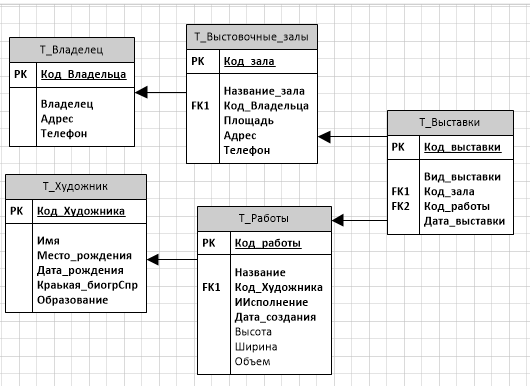 Т_Владелец
PK Код_Владельца
Владелец
Адрес
Телефон
Т_Выстовочные_залы
PK Код_зала
Название_зала
FK1 Код_Владельца
Площадь
Адрес
Телефон
Т_Выставки
PK Код_выставки
Вид_выставки
FK1 Код_зала
FK2 Код_работы
Дата_выставки
Т_Художник
PK Код_Художника
Имя
Место_рождения
Дата_рождения
Краькая_биогрСпр
Образование
Т_Работы
PK Код_работы
Название
FK1 Код_Художника
ИИсполнение
Дата_создания
Высота
Ширина
Объем